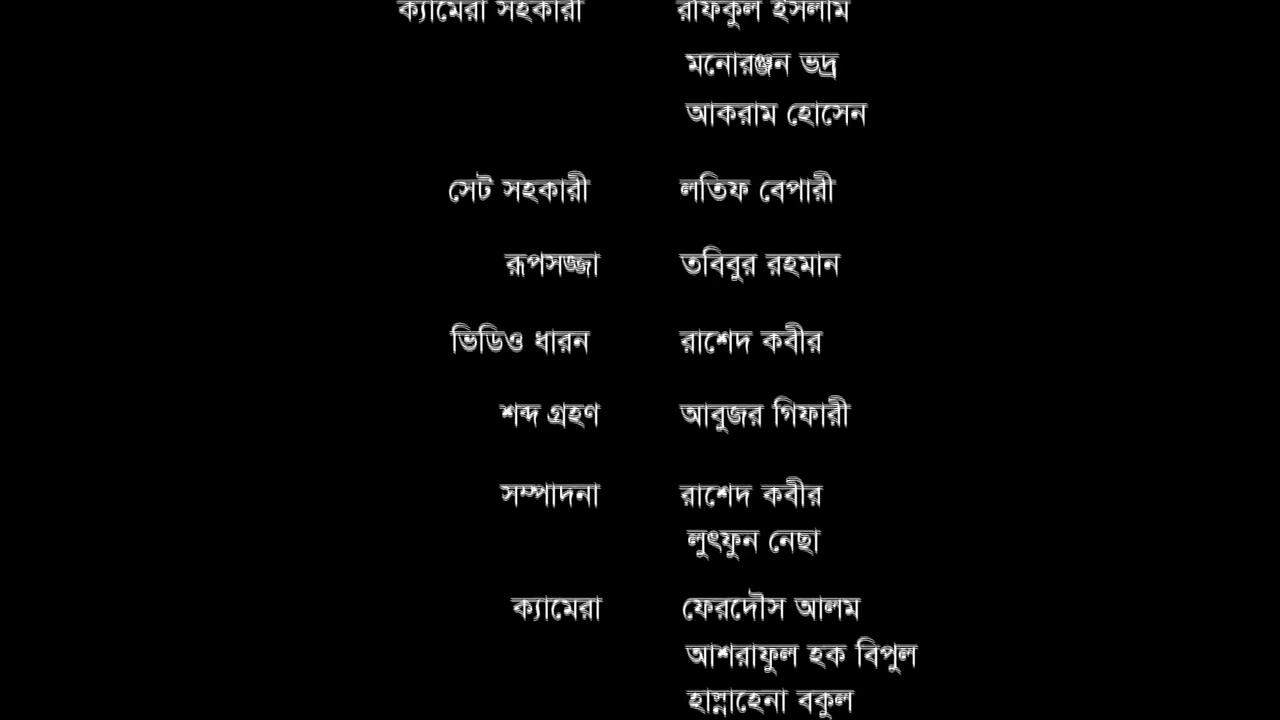 ক্যামেরা সহকারী রফিকুল ইসলাম
মনোরঞ্জন ভদ্র
আকরাম হোসেন
সেট সহকারী লতিফ বেপারী
রূপসজ্জা তবিবুর রহমান
ভিডিও ধারন রাশেদ কবীর
শব্দ গ্রহণ আবুজর গিফারী
সম্পাদনা রাশেদ কবীর
লুৎফুন নেছা
ক্যামেরা ফেরদৌস আলম
আশরাফুল হক বিপুল
হাস্নাহেনা বকুল